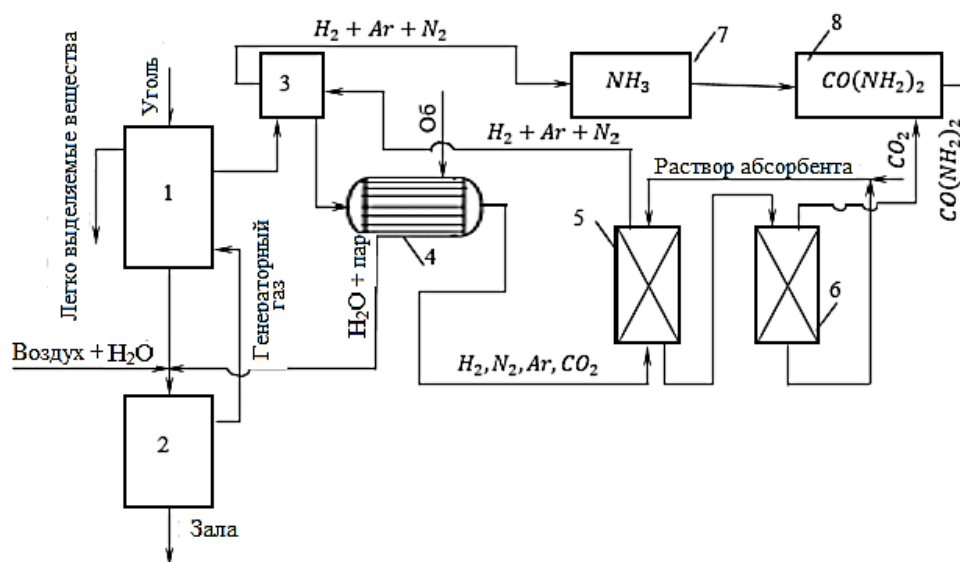 H₂ + Ar + N₂
7
8
3
NH₃
CO(NH₂)₂
Легко выделяемые вещества
Уголь
Об
H₂ + Ar + N₂
CO₂
CO(NH₂)₂
Раствор абсорбента
1
5
4
6
Генераторный
газ
H₂O + пар
Воздух + H₂O
H₂, N₂, Ar, CO₂
2
Зала